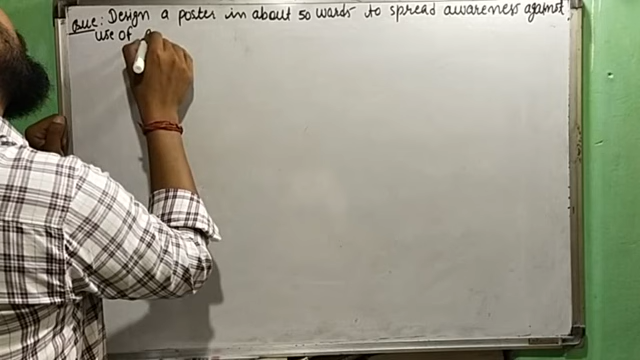 Que: Design a poster in about 50 words to spread awareness against
use of